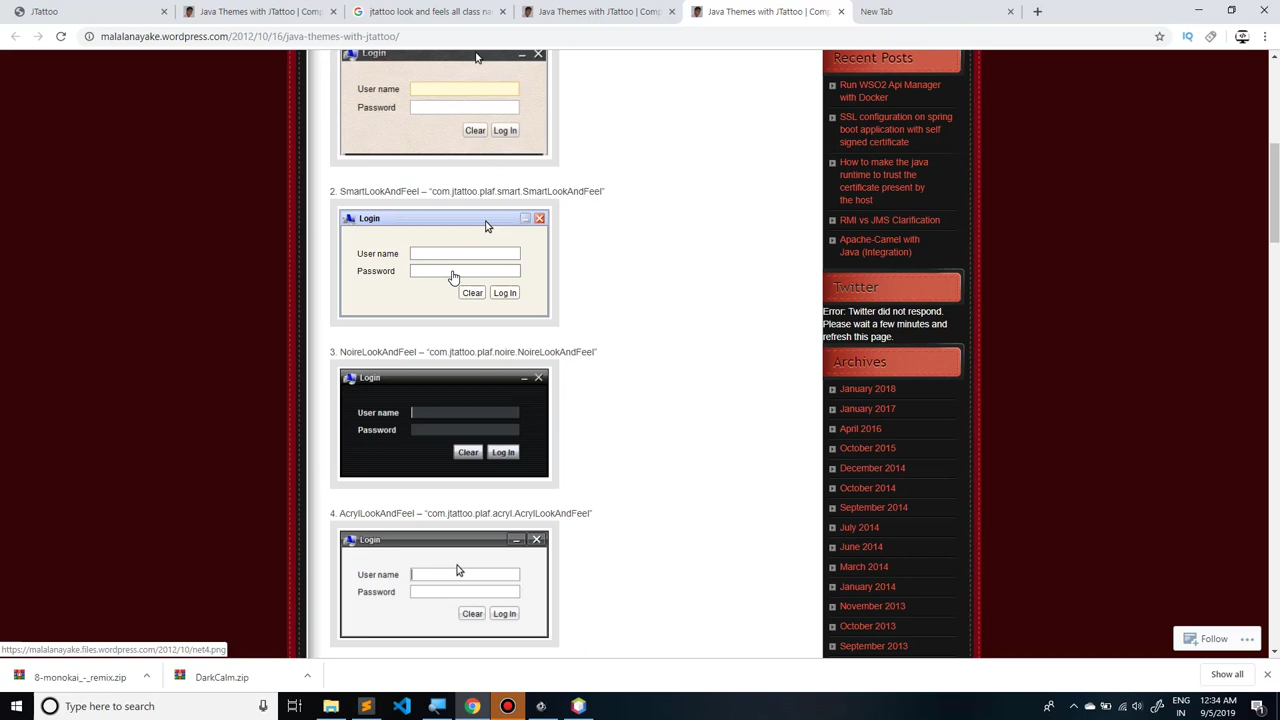 JTattoo
Java Themes with JTattoo | Comp
jtattoo look and feels all class na
Java Themes with JTattoo | Comp
Java Themes with JTattoo | Comp
New Tab
malalanayake.wordpress.com/2012/10/16/java-themes-with-jtattoo/
Login
User name
Password
Clear Log In
2. SmartLookAndFeel – “com.jtattoo.plaf.smart.SmartLookAndFeel”
Login
User name
Password
Clear Log In
3. NoireLookAndFeel – “com.jtattoo.plaf.noire.NoireLookAndFeel”
Login
User name
Password
Clear Log In
4. AcrylLookAndFeel – “com.jtattoo.plaf.acryl.AcrylLookAndFeel”
Login
User name
Password
Clear Log In
Recent Posts
Run WSO2 Api Manager
with Docker
SSL configuration on spring
boot application with self
signed certificate
How to make the java
runtime to trust the
certificate present by
the host
RMI vs JMS Clarification
Apache-Camel with
Java (Integration)
Twitter
Error: Twitter did not respond.
Please wait a few minutes and
refresh this page.
Archives
January 2018
January 2017
April 2016
October 2015
December 2014
October 2014
September 2014
July 2014
June 2014
March 2014
January 2014
November 2013
October 2013
September 2013
Follow
https://malalanayake.files.wordpress.com/2012/10/net4.png
8-monokai_-_remix.zip
DarkCalm.zip
Show all
Type here to search
ENG
IN
12:34 AM
9/5/2019